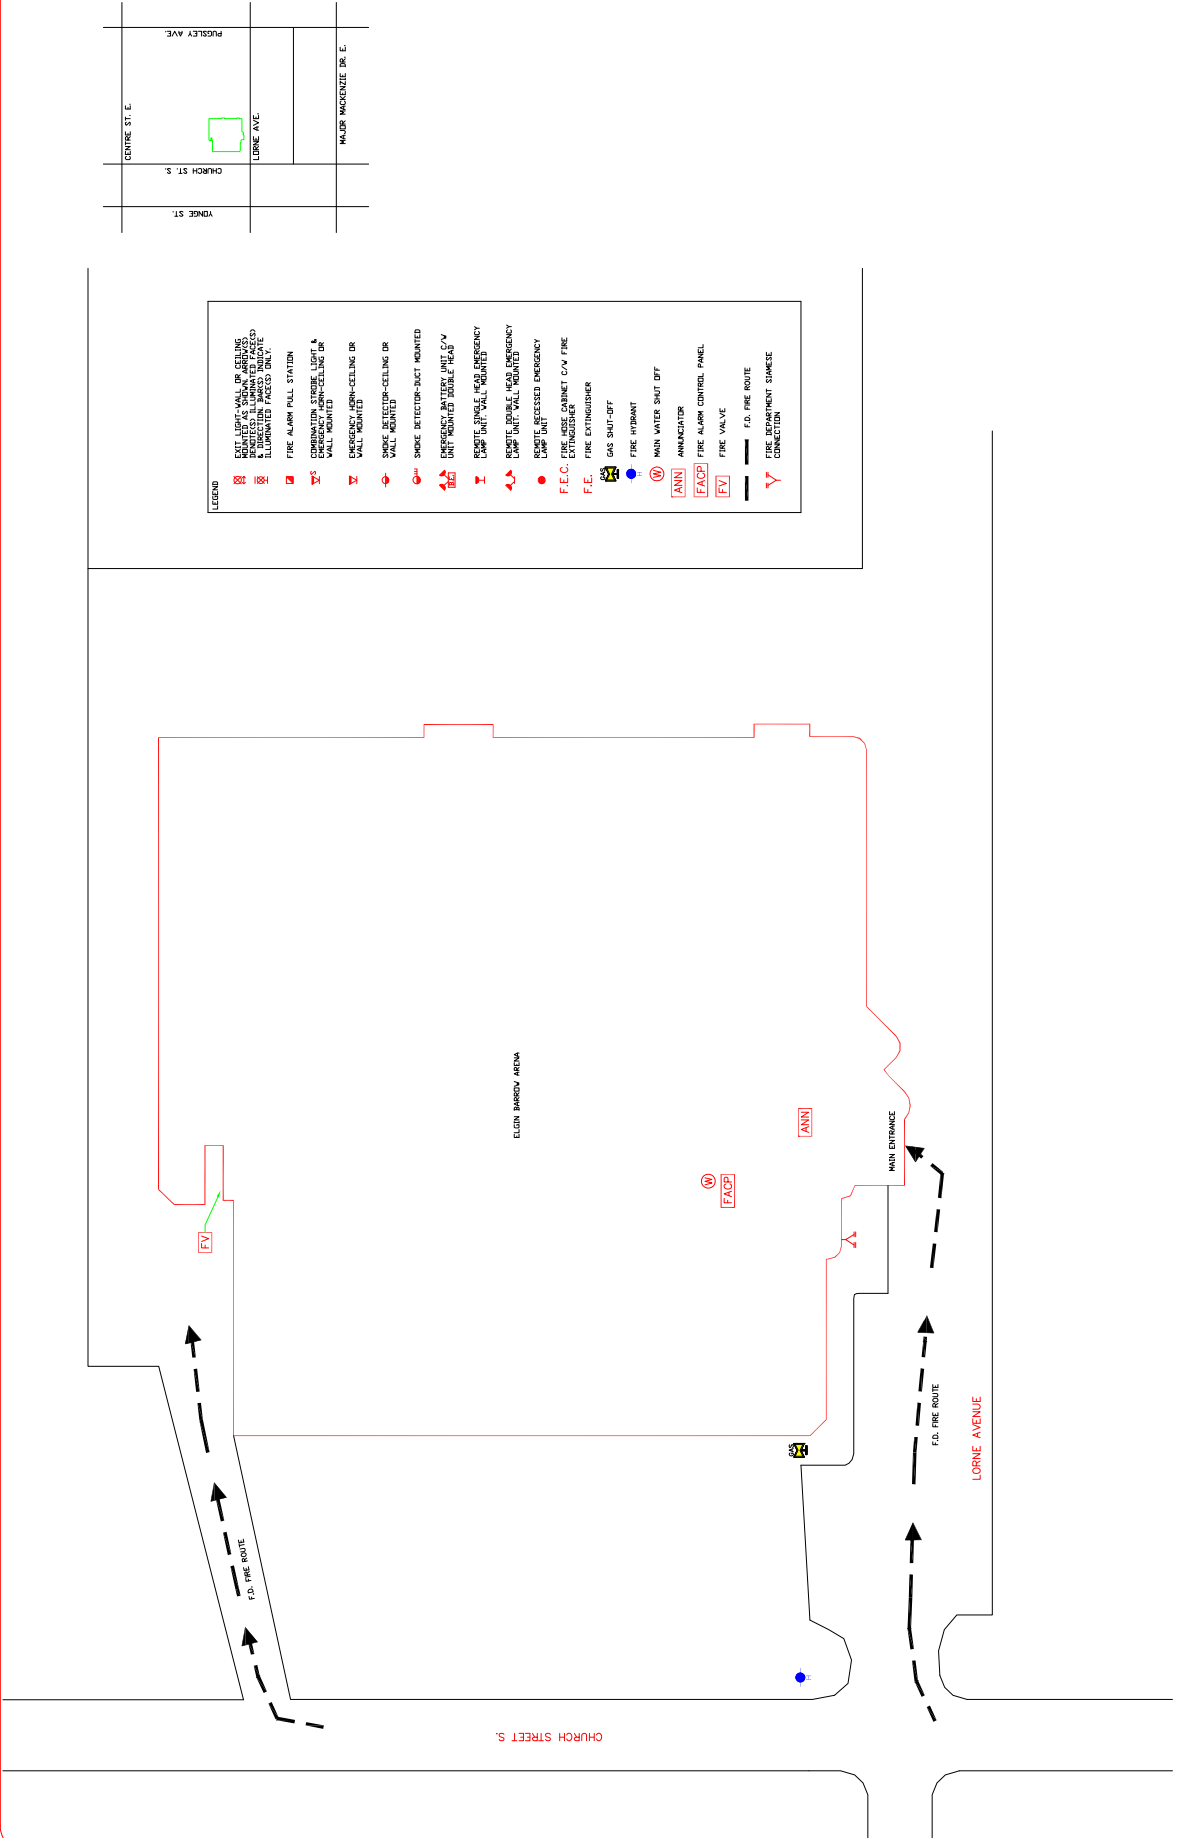 PUGSLEY AVE.
CENTRE ST. E.
LORNE AVE.
MAJOR MACKENZIE DR. E.
CHURCH ST. S.
YONGE ST.
LEGEND
EXIT LIGHT-WALL OR CEILING
MOUNTED AS SHOWN. ARROW(S)
DENOTE(S) ILLUMINATED FACE(S)
& DIRECTION. BAR(S) INDICATE
ILLUMINATED FACE(S) ONLY.
FIRE ALARM PULL STATION
S
COMBINATION STROBE LIGHT &
EMERGENCY HORN-CEILING OR
WALL MOUNTED
EMERGENCY HORN-CEILING OR
WALL MOUNTED
SMOKE DETECTOR-CEILING OR
WALL MOUNTED
SMOKE DETECTOR-DUCT MOUNTED
EMERGENCY BATTERY UNIT C/W
UNIT MOUNTED DOUBLE HEAD
REMOTE SINGLE HEAD EMERGENCY
LAMP UNIT. WALL MOUNTED
REMOTE DOUBLE HEAD EMERGENCY
LAMP UNIT. WALL MOUNTED
REMOTE RECESSED EMERGENCY
LAMP UNIT
F.E.C. FIRE HOSE CABINET C/W FIRE
EXTINGUISHER
F.E. FIRE EXTINGUISHER
GAS GAS SHUT-OFF
H FIRE HYDRANT
W MAIN WATER SHUT OFF
ANN ANNUNCIATOR
FACP FIRE ALARM CONTROL PANEL
FV FIRE VALVE
F.D. FIRE ROUTE
FIRE DEPARTMENT SIAMESE
CONNECTION
ELGIN BARROW ARENA
ANN
MAIN ENTRANCE
W
FACP
FV
F.D. FIRE ROUTE
GAS
F.D. FIRE ROUTE
LORNE AVENUE
H
CHURCH STREET S.